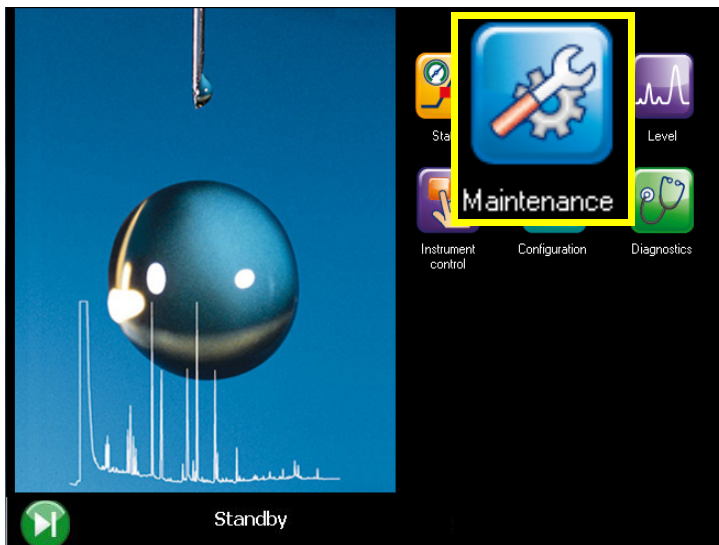 Level
Maintenance
Instrument
control
Configuration
Diagnostics
Standby